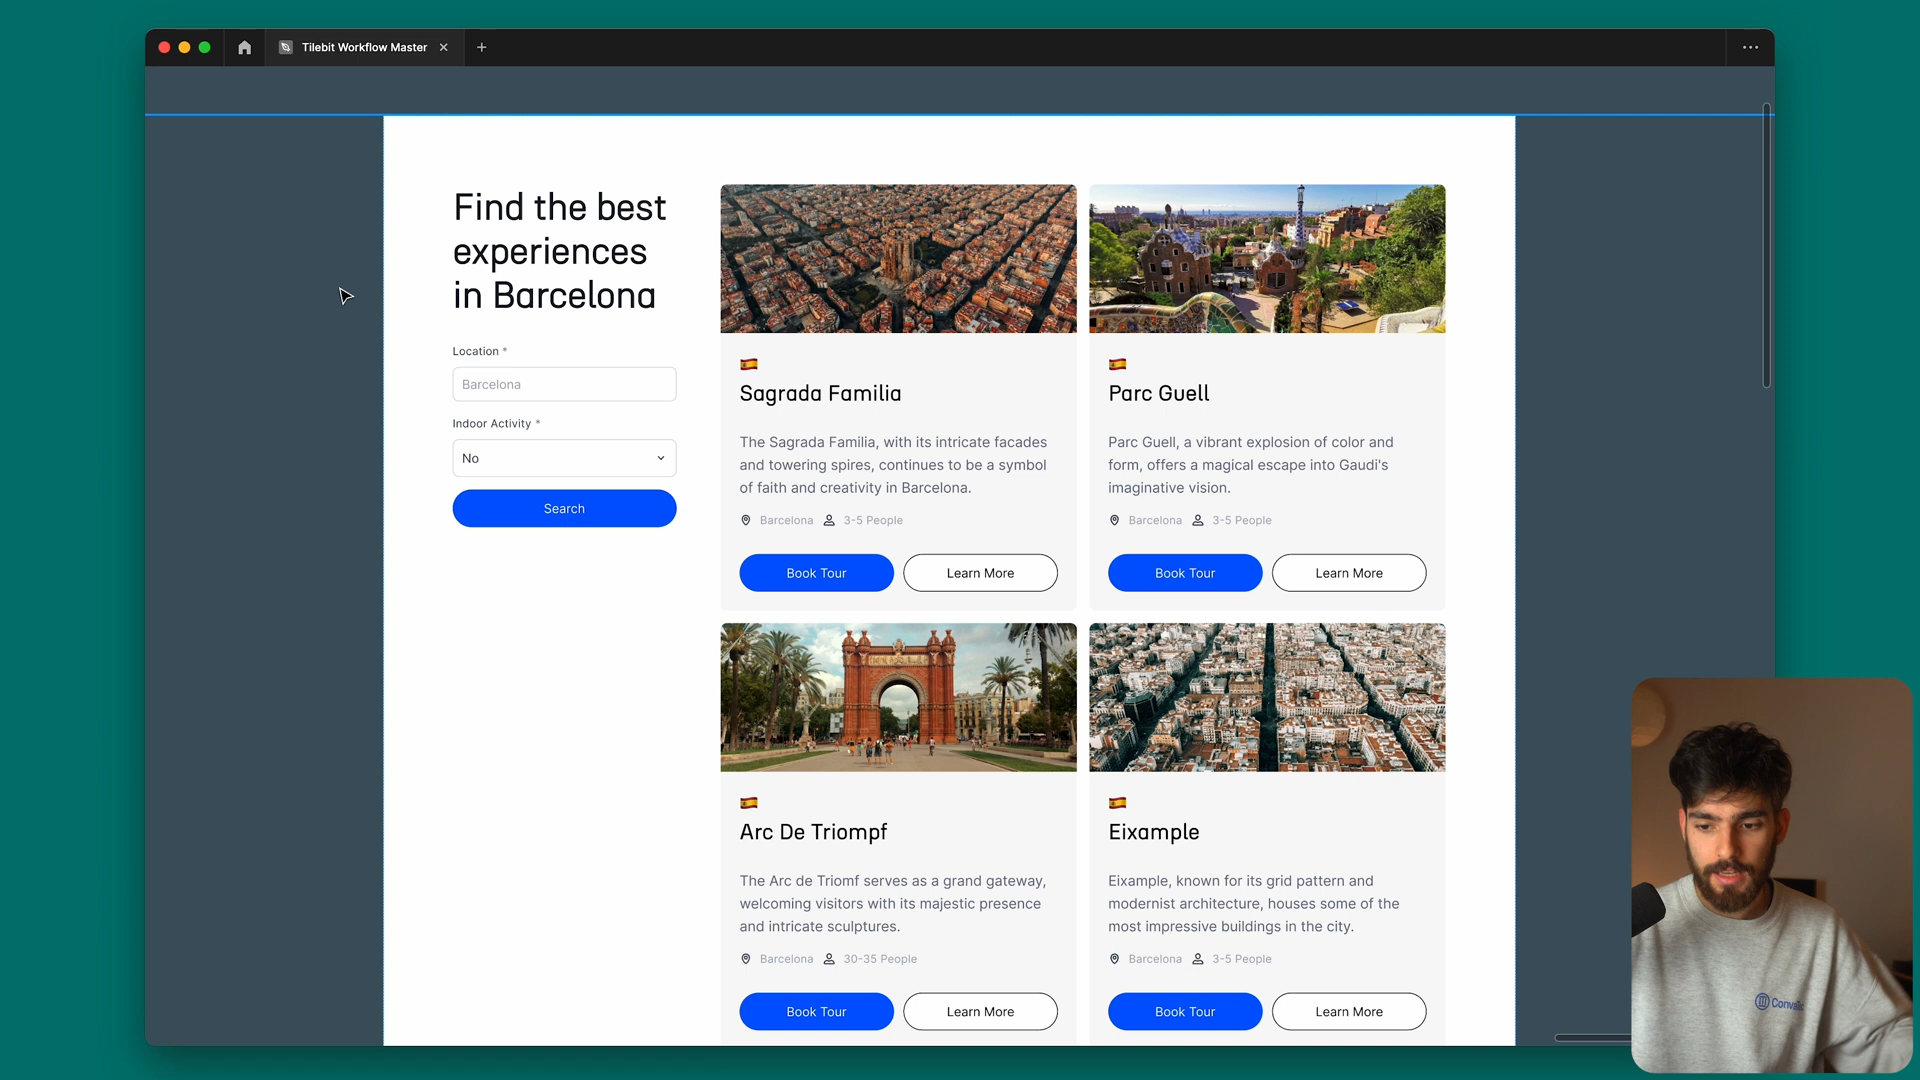 Tilebit Workflow Master
Find the best
experiences
in Barcelona
Location *
Barcelona
Indoor Activity *
No
Search
Sagrada Familia
The Sagrada Familia, with its intricate facades
and towering spires, continues to be a symbol
of faith and creativity in Barcelona.
Barcelona 3-5 People
Book Tour Learn More
Parc Guell
Parc Guell, a vibrant explosion of color and
form, offers a magical escape into Gaudi's
imaginative vision.
Barcelona 3-5 People
Book Tour Learn More
Arc De Triompf
The Arc de Triomf serves as a grand gateway,
welcoming visitors with its majestic presence
and intricate sculptures.
Barcelona 30-35 People
Book Tour Learn More
Eixample
Eixample, known for its grid pattern and
modernist architecture, houses some of the
most impressive buildings in the city.
Barcelona 3-5 People
Book Tour Learn More